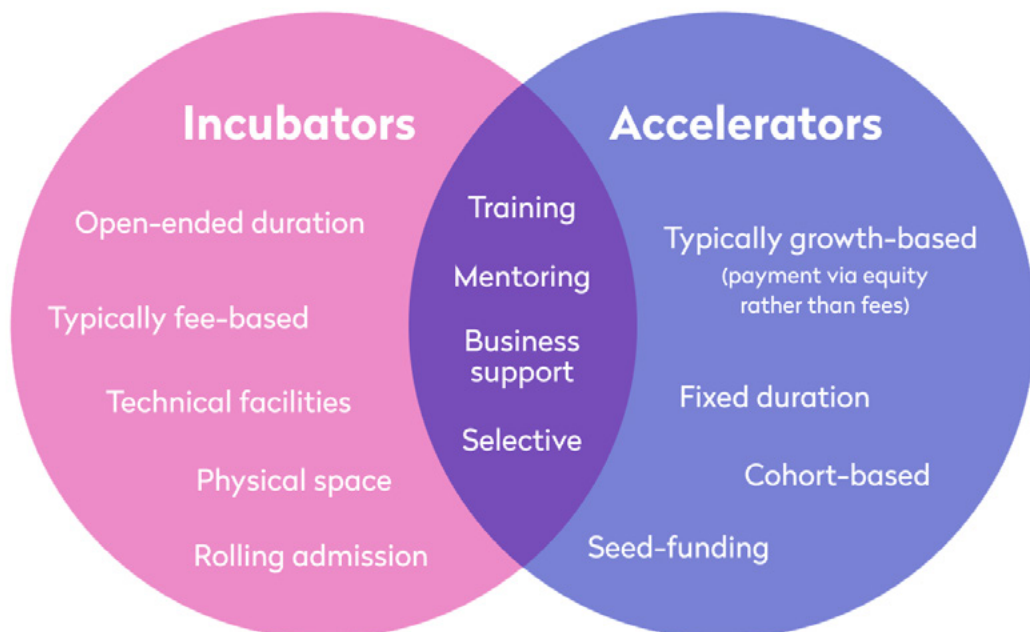 Incubators
Open-ended duration
Typically fee-based
Technical facilities
Physical space
Rolling admission
Training
Mentoring
Business
support
Selective
Accelerators
Typically growth-based
(payment via equity
rather than fees)
Fixed duration
Cohort-based
Seed-funding